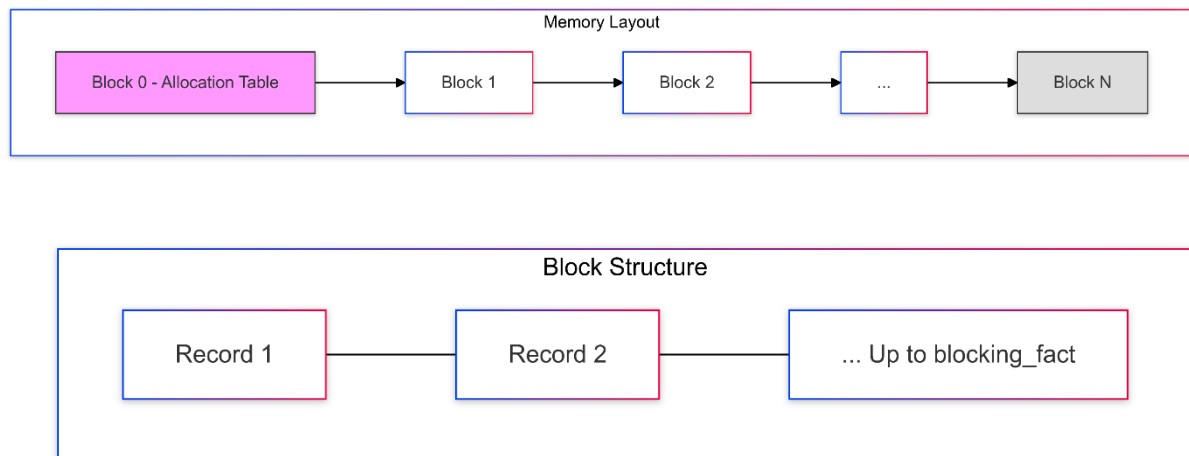 Memory Layout
Block 0 - Allocation Table
Block 1
Block 2
...
Block N
Block Structure
Record 1
Record 2
... Up to blocking_fact